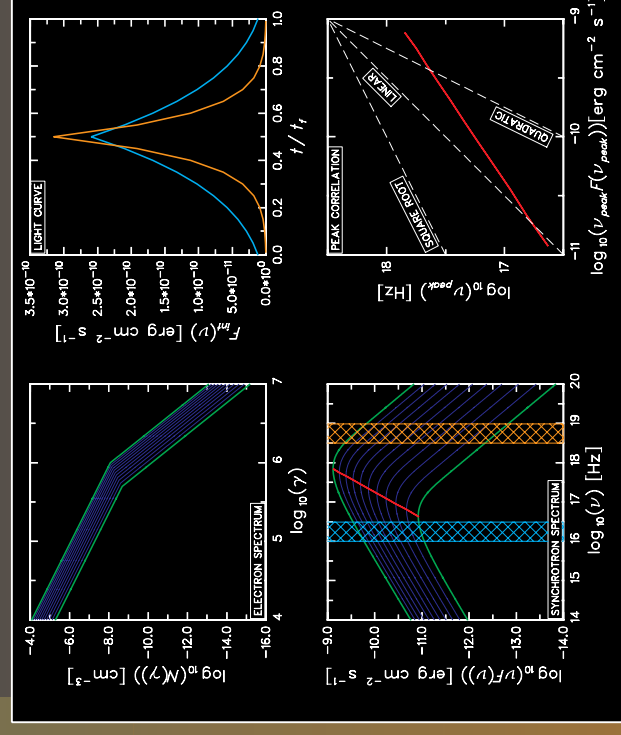 log₁₀(N(γ)) [cm⁻³]
-4.0
-6.0
-8.0
-10.0
-12.0
-14.0
-16.0
ELECTRON SPECTRUM
4 5 6 7
log₁₀(γ)
F_int(ν) [erg cm⁻² s⁻¹]
3.5*10⁻¹⁰
3.0*10⁻¹⁰
2.5*10⁻¹⁰
2.0*10⁻¹⁰
1.5*10⁻¹⁰
1.0*10⁻¹⁰
5.0*10⁻¹¹
0.0*10⁰
LIGHT CURVE
0.0 0.2 0.4 0.6 0.8 1.0
t/t_f
log₁₀(νF(ν)) [erg cm⁻² s⁻¹]
-9.0
-10.0
-11.0
-12.0
-13.0
-14.0
SYNCHROTRON SPECTRUM
14 15 16 17 18 19 20
log₁₀(ν) [Hz]
log₁₀(ν_peak) [Hz]
18
17
PEAK CORRELATION
SQUARE ROOT
LINEAR
QUADRATIC
-11 -10 -9
log₁₀(ν_peak F(ν_peak))[erg cm⁻² s⁻¹